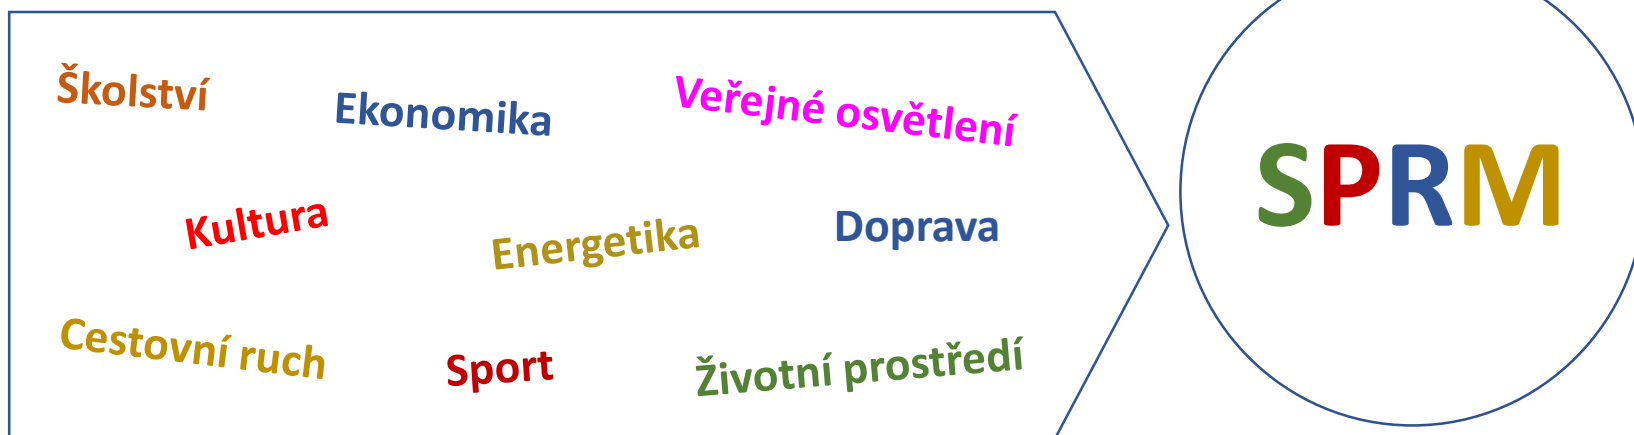 Školství
Ekonomika
Veřejné osvětlení
Kultura
Energetika
Doprava
Cestovní ruch
Sport
Životní prostředí
SPRM